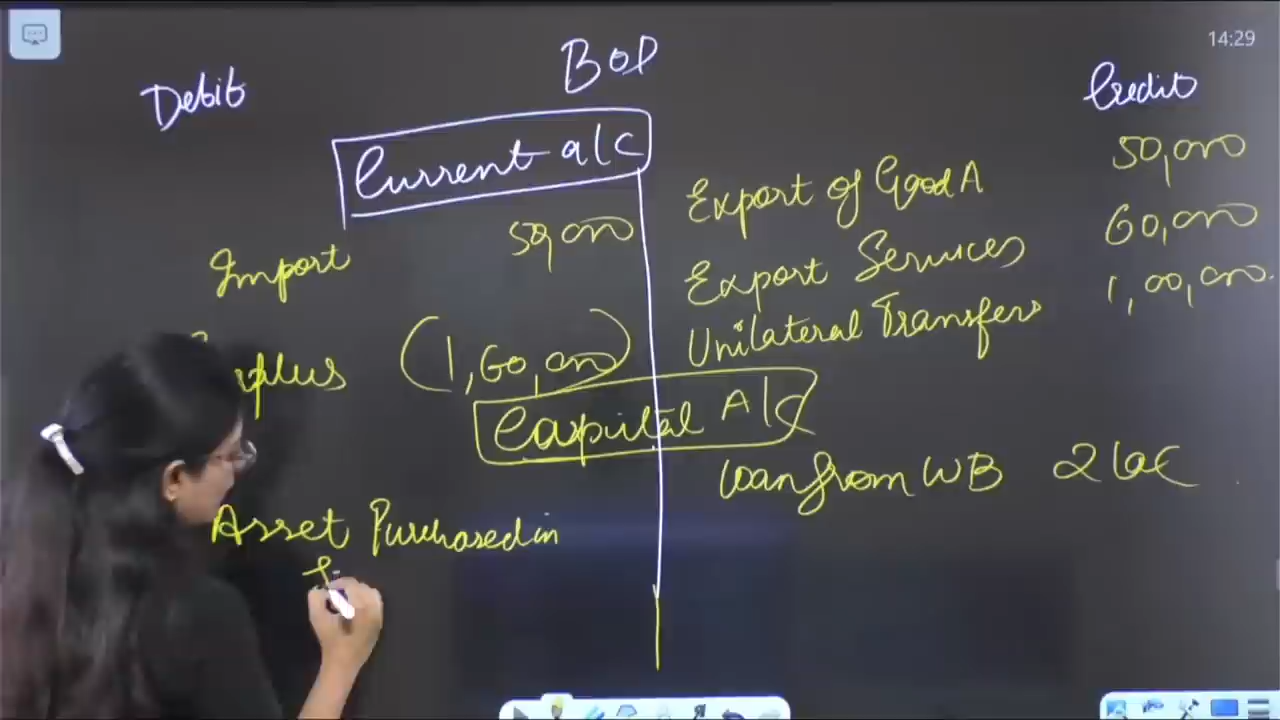 14:29
BOP
Debit Credit
Current a/c
50,000
Export of Good A
Import 50,000
Export Services 60,000
Unilateral Transfers 1,00,000
(1,60,000)
Capital A/c
Loan from WB 2 lac
Asset Purchased in